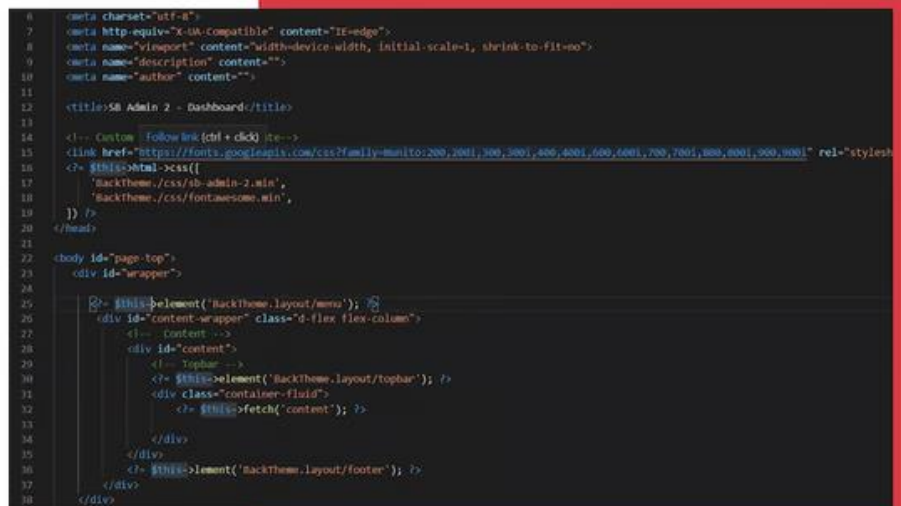 6 <meta charset="utf-8">
7 <meta http-equiv="X-UA-Compatible" content="IE=edge">
8 <meta name="viewport" content="width=device-width, initial-scale=1, shrink-to-fit=no">
9 <meta name="description" content="">
10 <meta name="author" content="">
11
12 <title>SB Admin 2 - Dashboard</title>
13
14 <!-- Custom Follow link (ctrl + click) te-->
15 <link href="https://fonts.googleapis.com/css?family=Nunito:200,200i,300,300i,400,400i,600,600i,700,700i,800,800i,900,900i" rel="stylesh
16 <?= $this->html->css([
17 'BackTheme./css/sb-admin-2.min',
18 'BackTheme./css/fontawesome.min',
19 ]) ?>
20 </head>
21
22 <body id="page-top">
23 <div id="wrapper">
24
25 <?= $this->element('BackTheme.layout/menu'); ?>
26 <div id="content-wrapper" class="d-flex flex-column">
27 <!-- Content -->
28 <div id="content">
29 <!-- Topbar -->
30 <?= $this->element('BackTheme.layout/topbar'); ?>
31 <div class="container-fluid">
32 <?= $this->fetch('content'); ?>
33
34 </div>
35 </div>
36 <?= $this->lement('BackTheme.layout/footer'); ?>
37 </div>
38 </div>